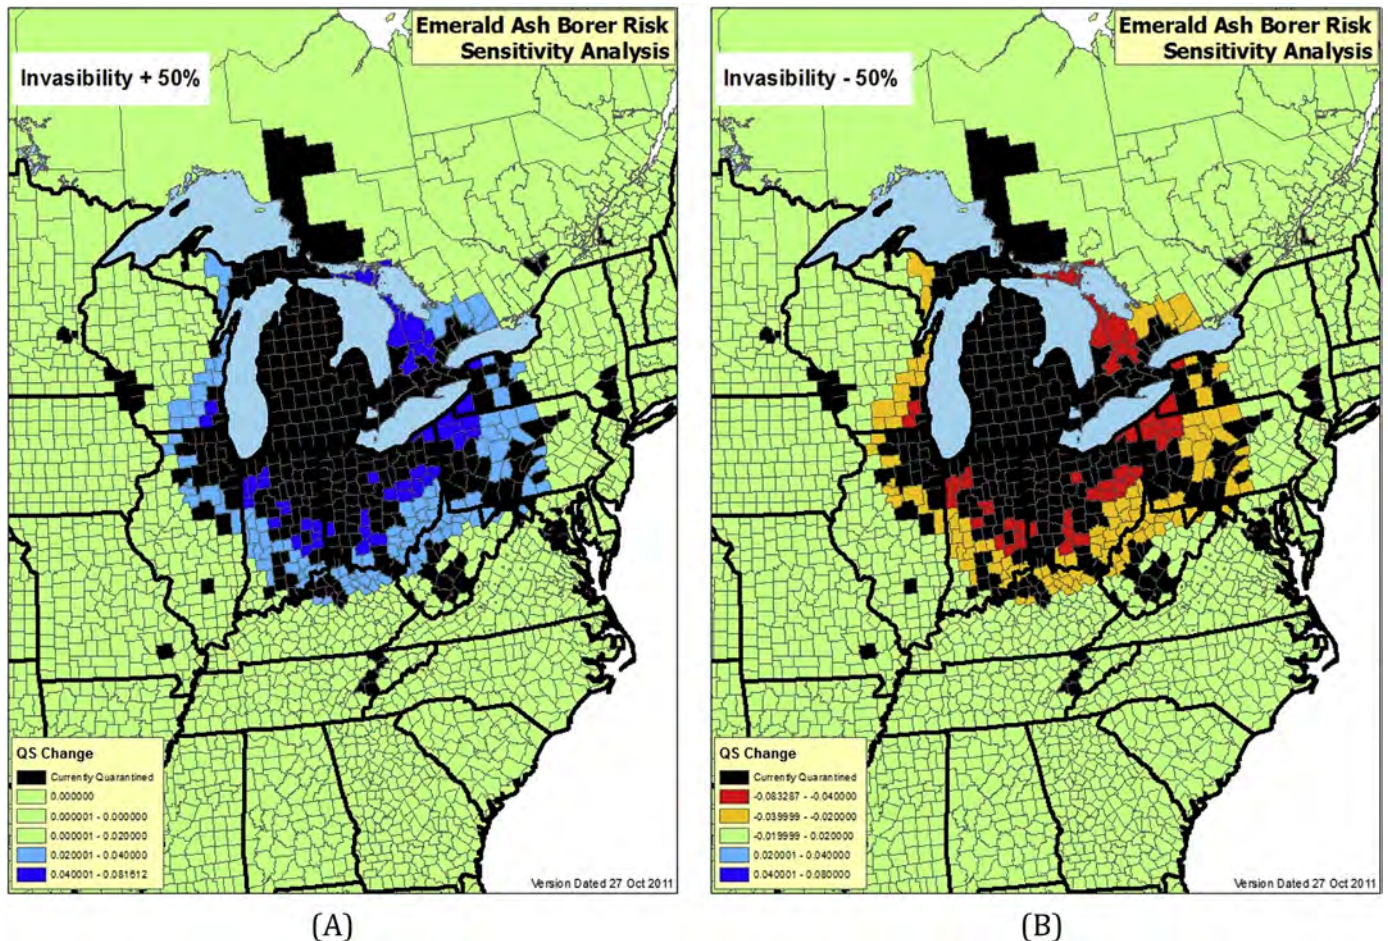 Emerald Ash Borer Risk
Sensitivity Analysis
Invasibility + 50%
QS Change
Currently Quarantined
0.000000
0.000001 - 0.000000
0.000001 - 0.020000
0.020001 - 0.040000
0.040001 - 0.081612
Version Dated 27 Oct 2011
(A)
Emerald Ash Borer Risk
Sensitivity Analysis
Invasibility - 50%
QS Change
Currently Quarantined
-0.083287 - -0.040000
-0.039999 - -0.020000
-0.019999 - 0.020000
0.020001 - 0.040000
0.040001 - 0.080000
Version Dated 27 Oct 2011
(B)